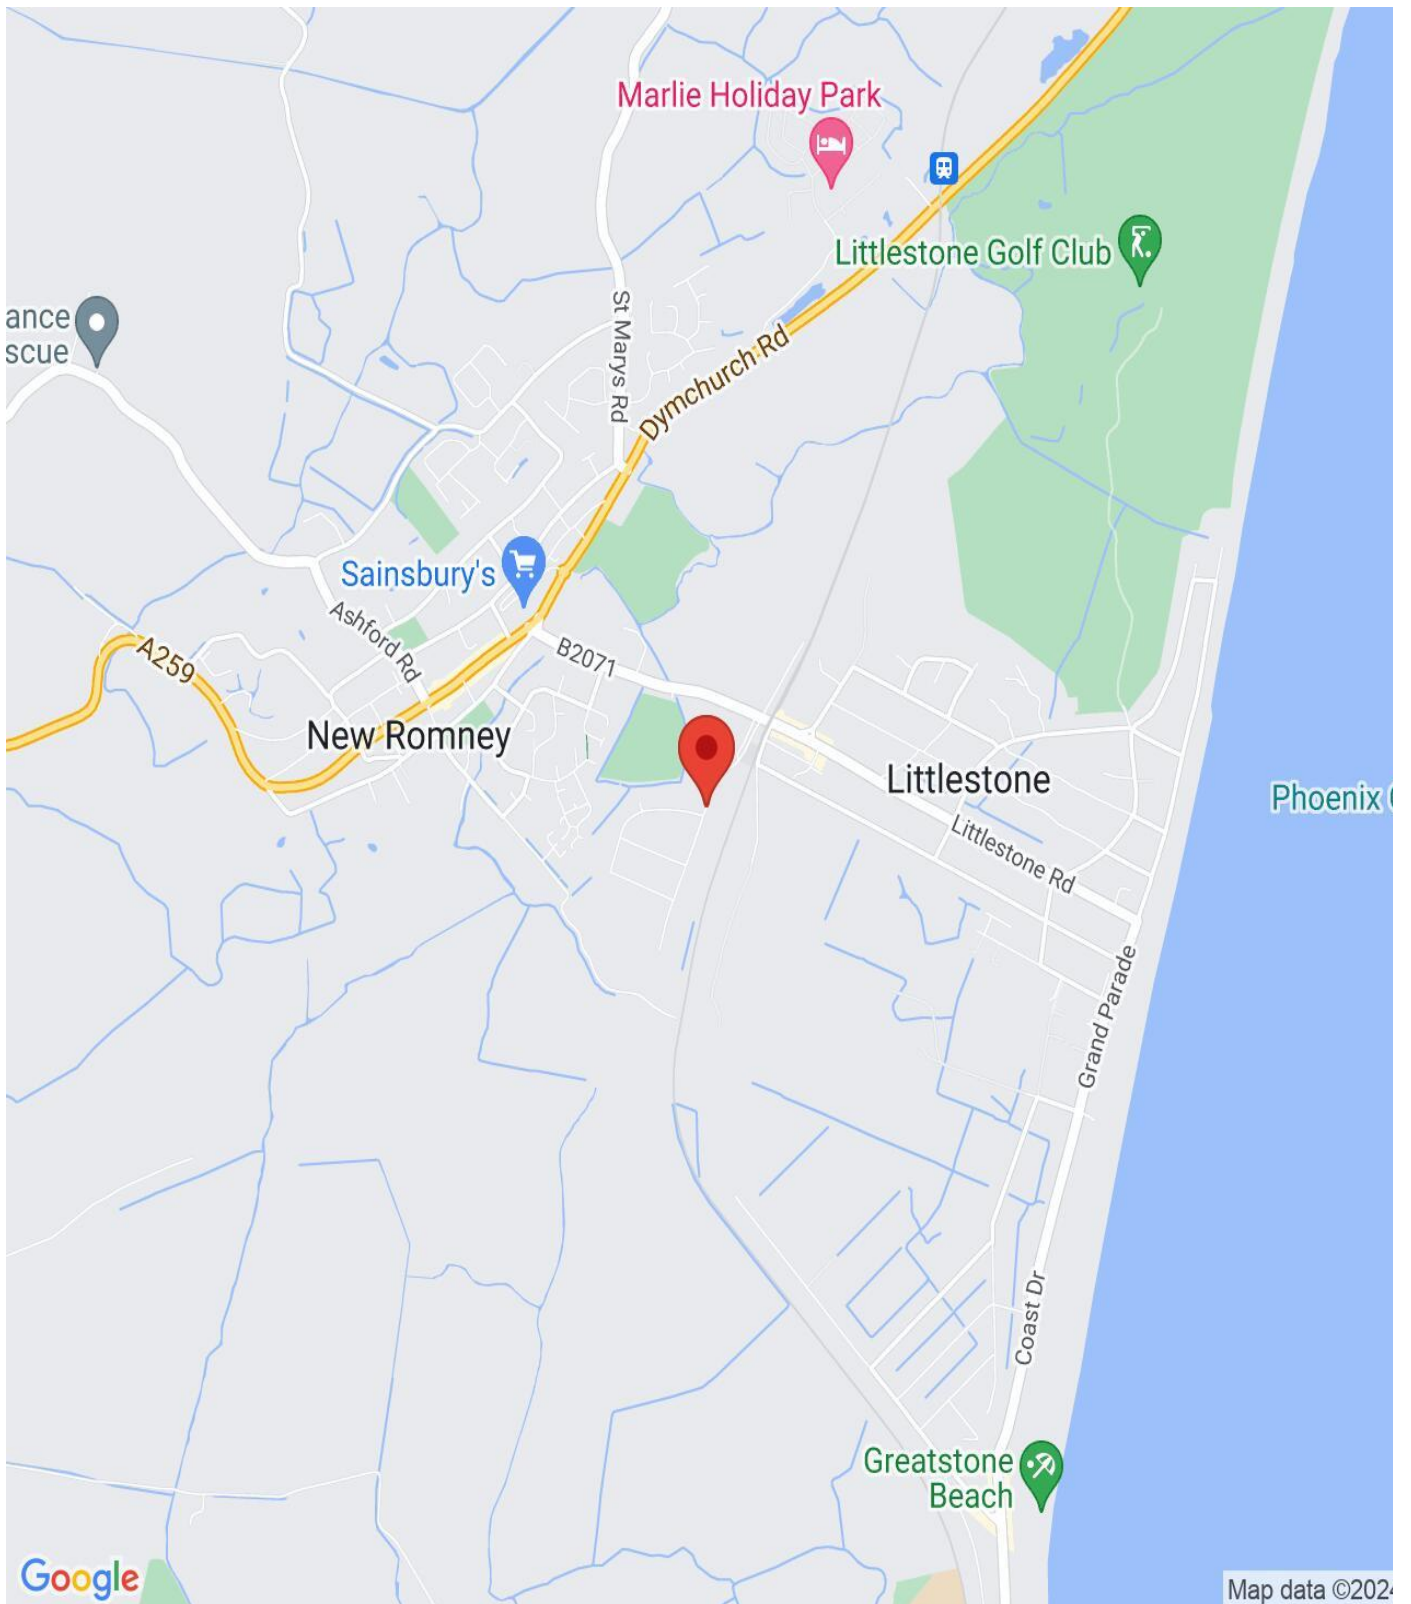 Marlie Holiday Park
Littlestone Golf Club
ance
scue
St Marys Rd
Dymchurch Rd
Sainsbury's
Ashford Rd
B2071
A259
New Romney
Littlestone
Phoenix
Littlestone Rd
Grand Parade
Coast Dr
Greatstone
Beach
Google
Map data ©2024